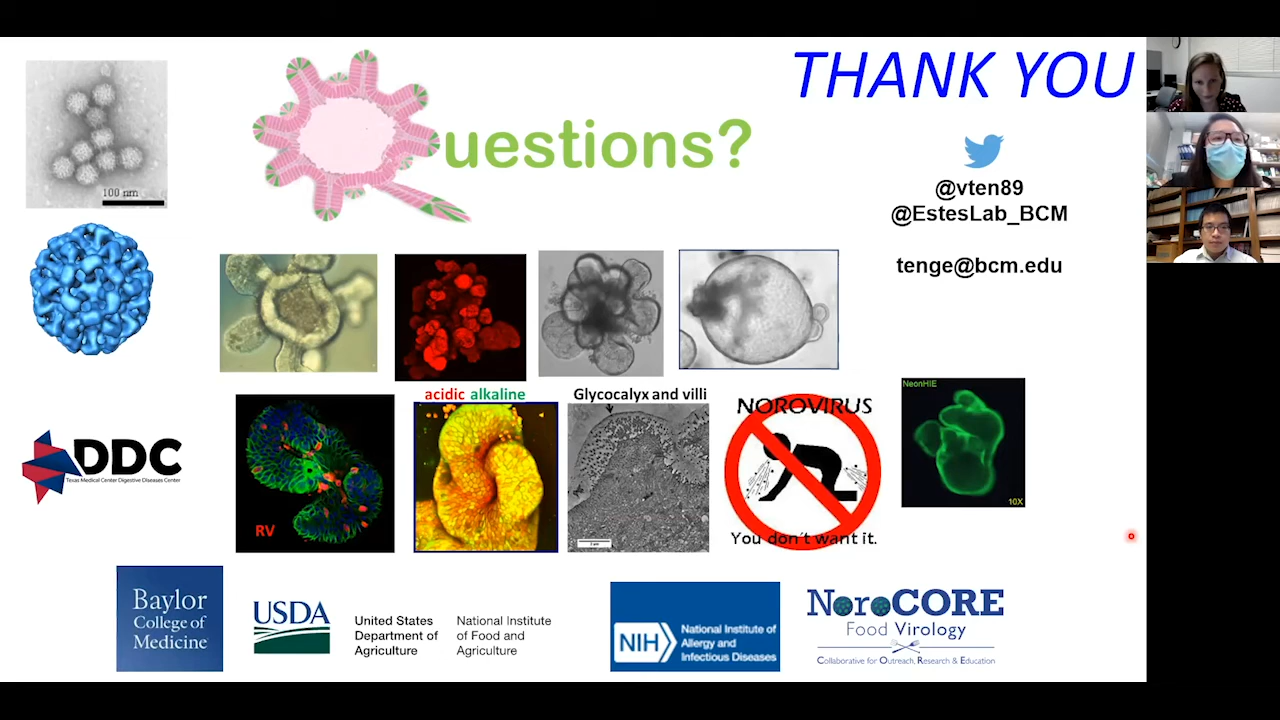 THANK YOU
100 nm
uestions?
@vten89
@EstesLab_BCM
tenge@bcm.edu
acidic alkaline
Glycocalyx and villi
NOROVIRUS
You don't want it.
NeonHIE
10X
DDC
Texas Medical Center Digestive Diseases Center
RV
Baylor
College of
Medicine
USDA
United States
Department of
Agriculture
National Institute
of Food and
Agriculture
NIH
National Institute of
Allergy and
Infectious Diseases
NoroCORE
Food Virology
Collaborative for Outreach, Research & Education